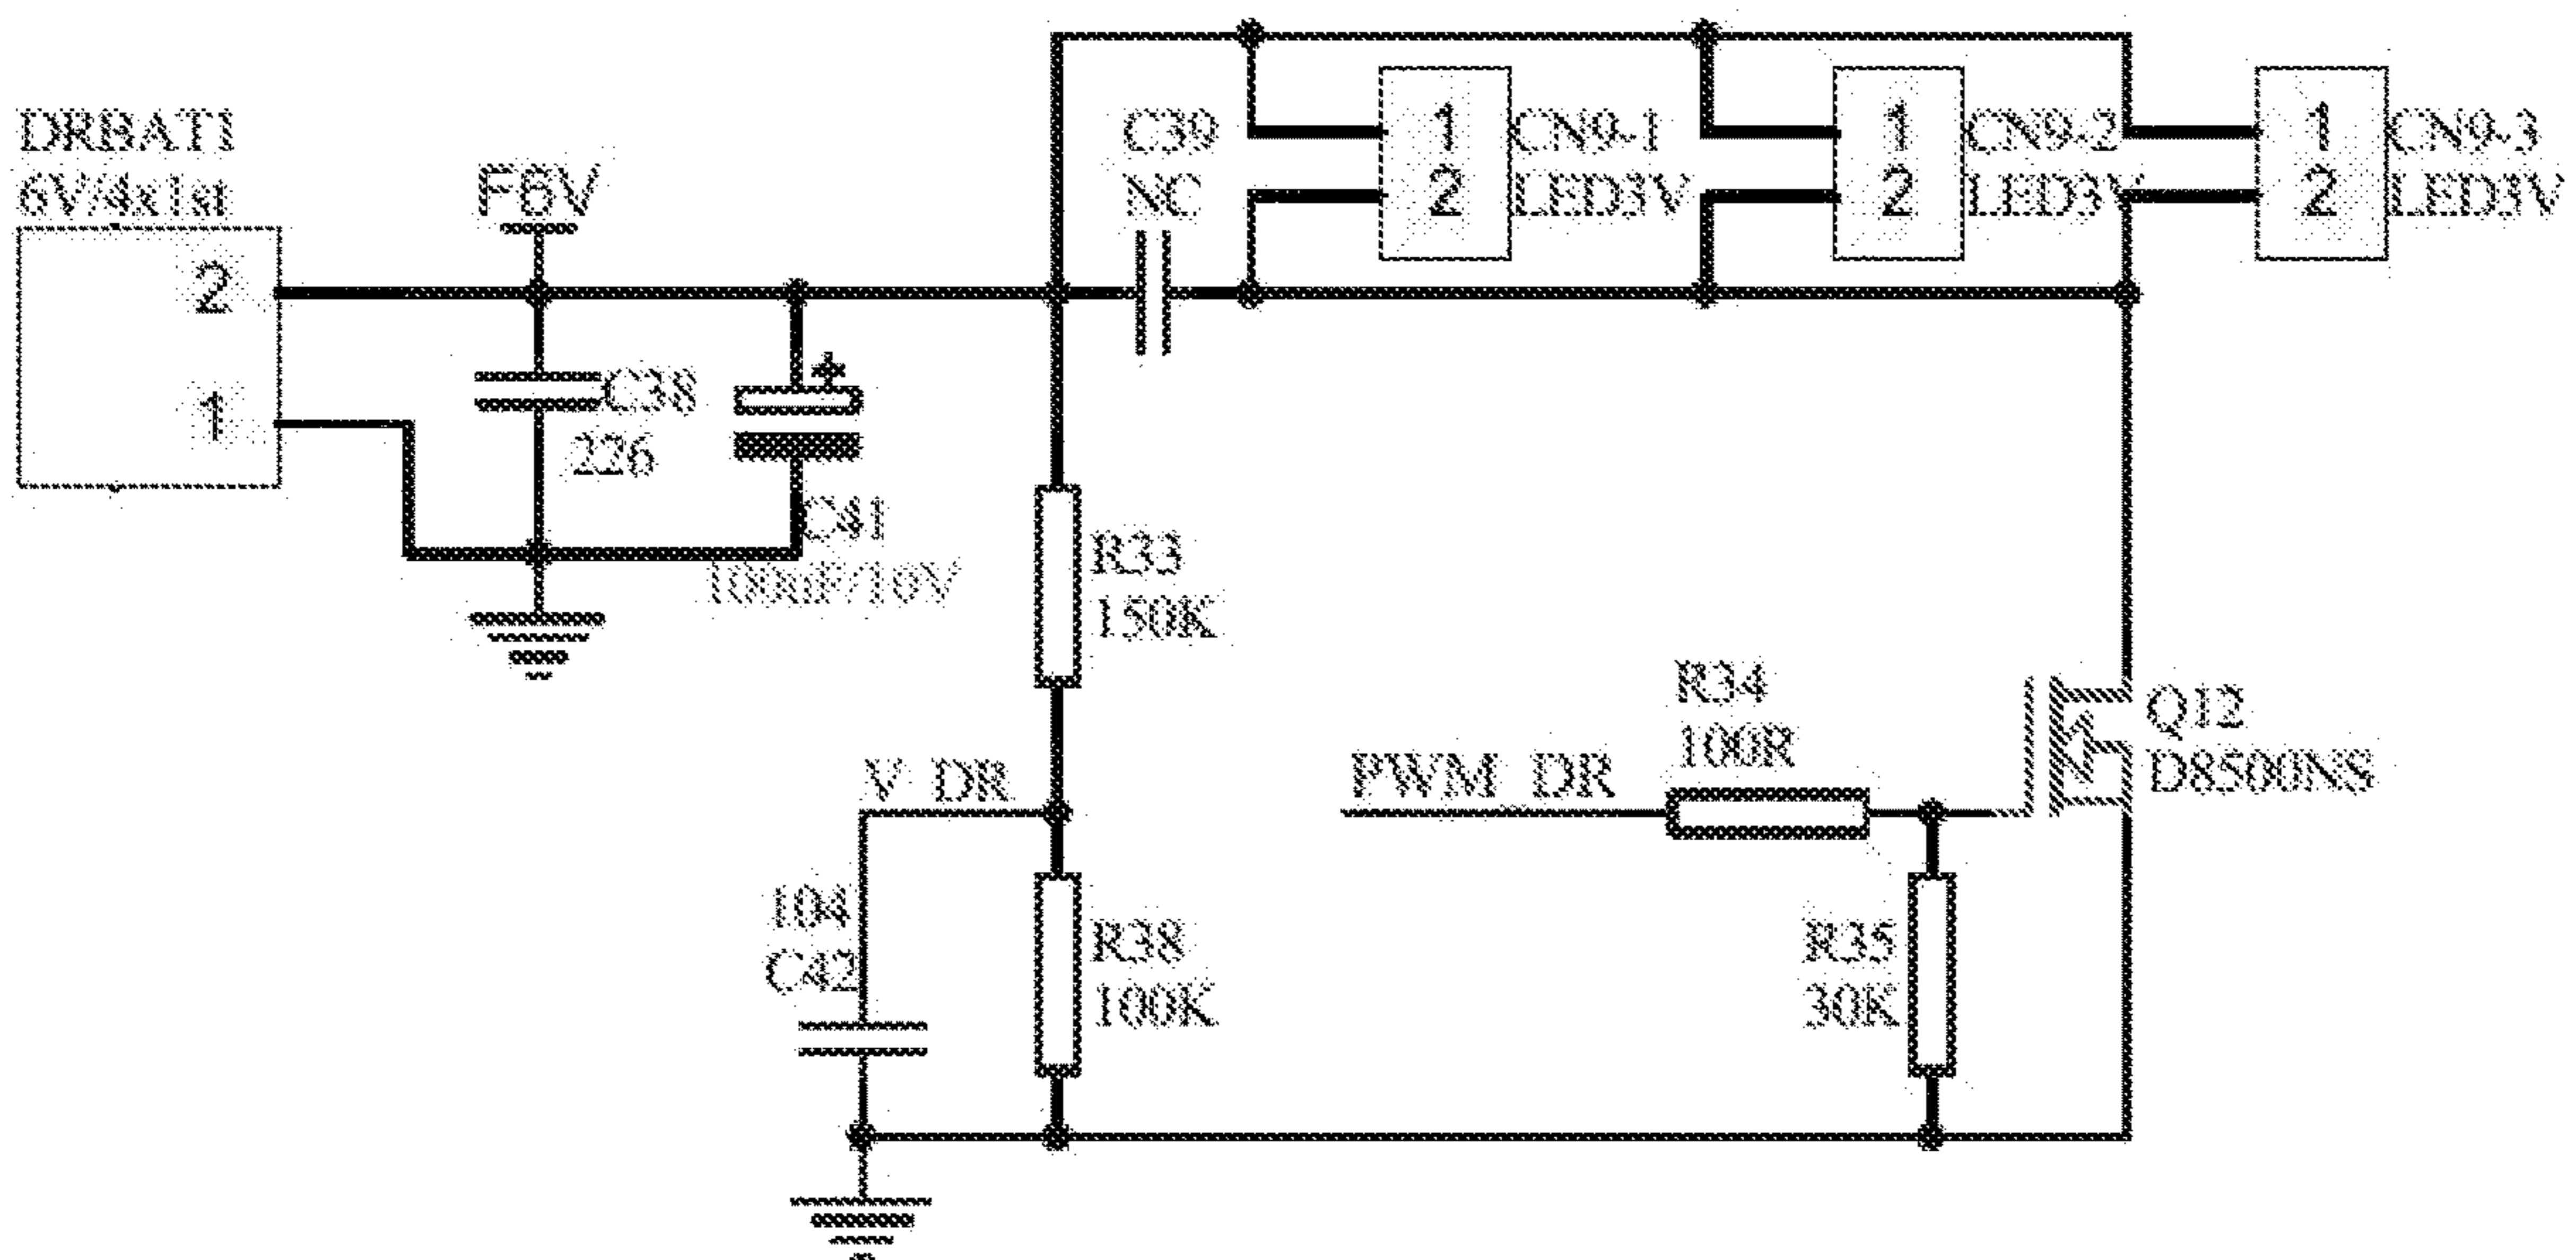 DRBAT1
6V/4x1st
2
1
F6V
C38
226
C41
100uF/10V
C39
NC
1
2
CN9-1
LED3V
1
2
CN9-2
LED3V
1
2
CN9-3
LED3V
R33
150K
V_DR
104
C42
R38
100K
PWM_DR
R34
100R
R35
30K
Q12
D8500NS